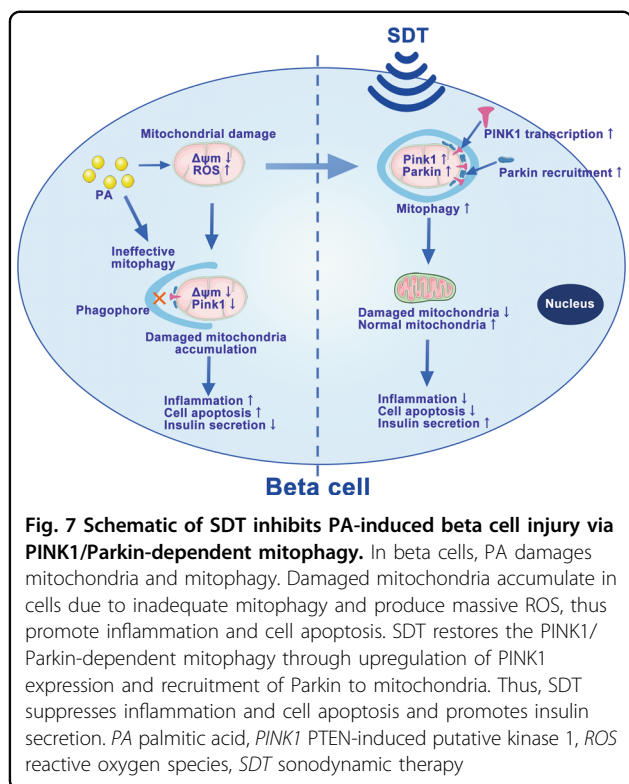 SDT
Mitochondrial damage
PA
Δψm ↓
ROS ↑
Ineffective
mitophagy
Phagophore
Δψm ↓
Pink1 ↓
Damaged mitochondria
accumulation
Inflammation ↑
Cell apoptosis ↑
Insulin secretion ↓
PINK1 transcription ↑
Pink1 ↑
Parkin ↑
Parkin recruitment ↑
Mitophagy ↑
Damaged mitochondria ↓
Normal mitochondria ↑
Nucleus
Inflammation ↓
Cell apoptosis ↓
Insulin secretion ↑
Beta cell
Fig. 7 Schematic of SDT inhibits PA-induced beta cell injury via
PINK1/Parkin-dependent mitophagy. In beta cells, PA damages
mitochondria and mitophagy. Damaged mitochondria accumulate in
cells due to inadequate mitophagy and produce massive ROS, thus
promote inflammation and cell apoptosis. SDT restores the PINK1/
Parkin-dependent mitophagy through upregulation of PINK1
expression and recruitment of Parkin to mitochondria. Thus, SDT
suppresses inflammation and cell apoptosis and promotes insulin
secretion. PA palmitic acid, PINK1 PTEN-induced putative kinase 1, ROS
reactive oxygen species, SDT sonodynamic therapy